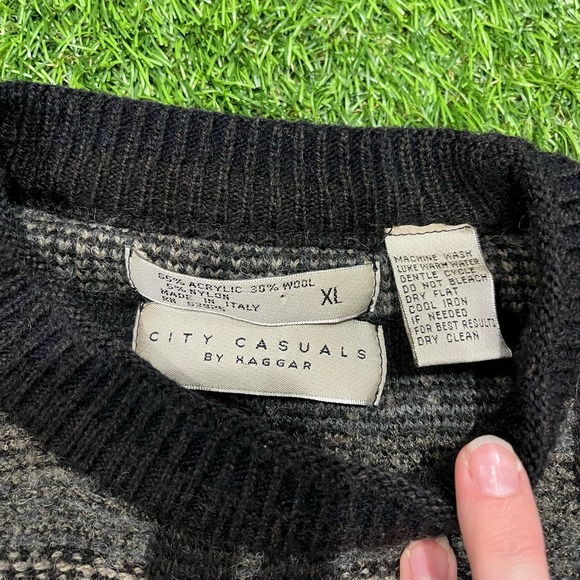 65% ACRYLIC 30% WOOL
5% NYLON
MADE IN ITALY
RN XL
CITY CASUALS
BY HAGGAR
MACHINE WASH
LUKE WARM WATER
GENTLE CYCLE
DO NOT BLEACH
DRY FLAT
COOL IRON
IF NEEDED
FOR BEST RESULTS
DRY CLEAN